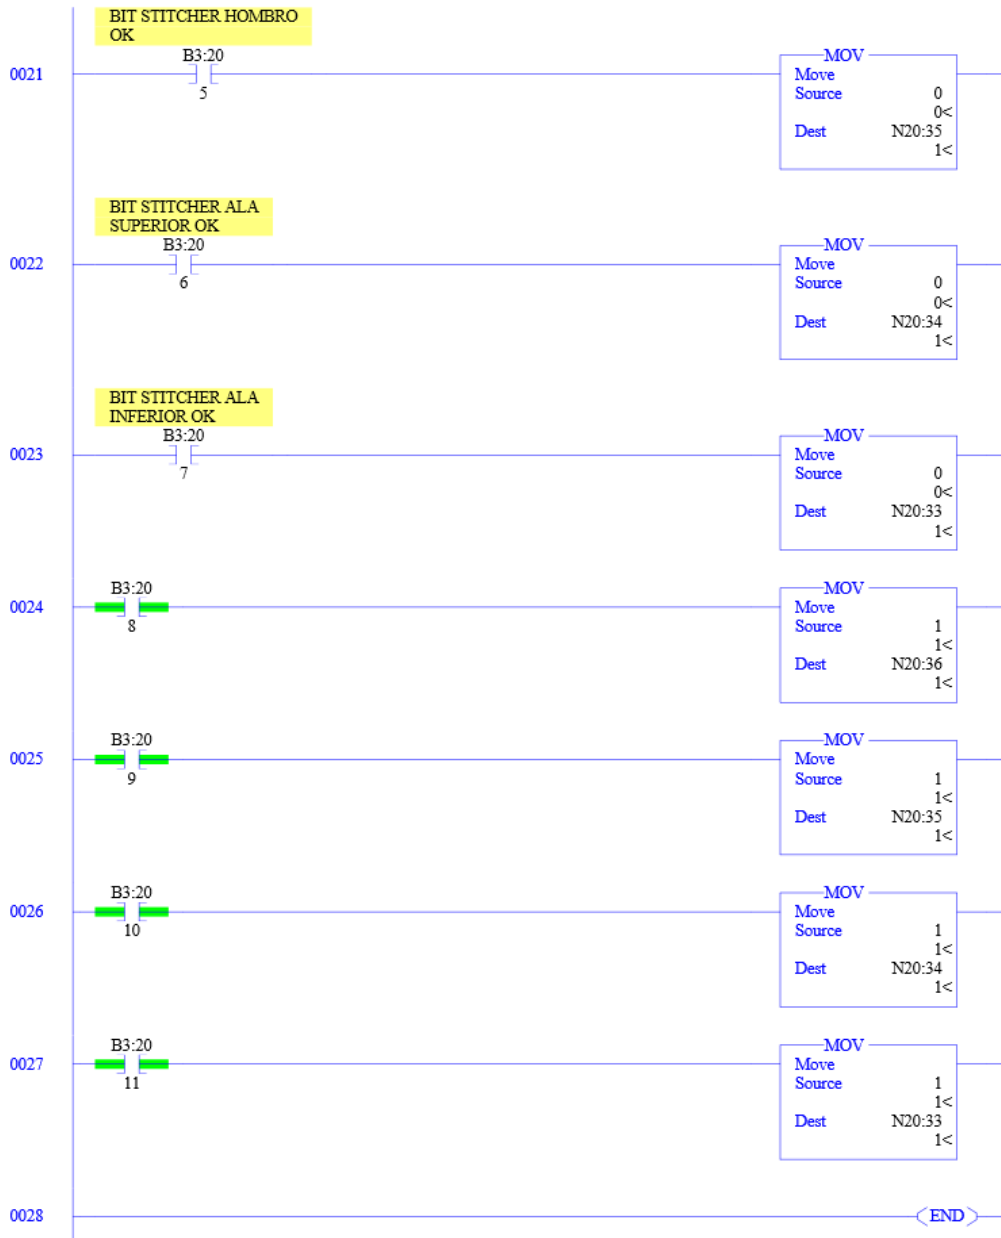 BIT STITCHER HOMBRO
OK
B3:20
0021
5
MOV
Move
Source 0
0<
Dest N20:35
1<
BIT STITCHER ALA
SUPERIOR OK
B3:20
0022
6
MOV
Move
Source 0
0<
Dest N20:34
1<
BIT STITCHER ALA
INFERIOR OK
B3:20
0023
7
MOV
Move
Source 0
0<
Dest N20:33
1<
B3:20
0024
8
MOV
Move
Source 1
1<
Dest N20:36
1<
B3:20
0025
9
MOV
Move
Source 1
1<
Dest N20:35
1<
B3:20
0026
10
MOV
Move
Source 1
1<
Dest N20:34
1<
B3:20
0027
11
MOV
Move
Source 1
1<
Dest N20:33
1<
0028
END